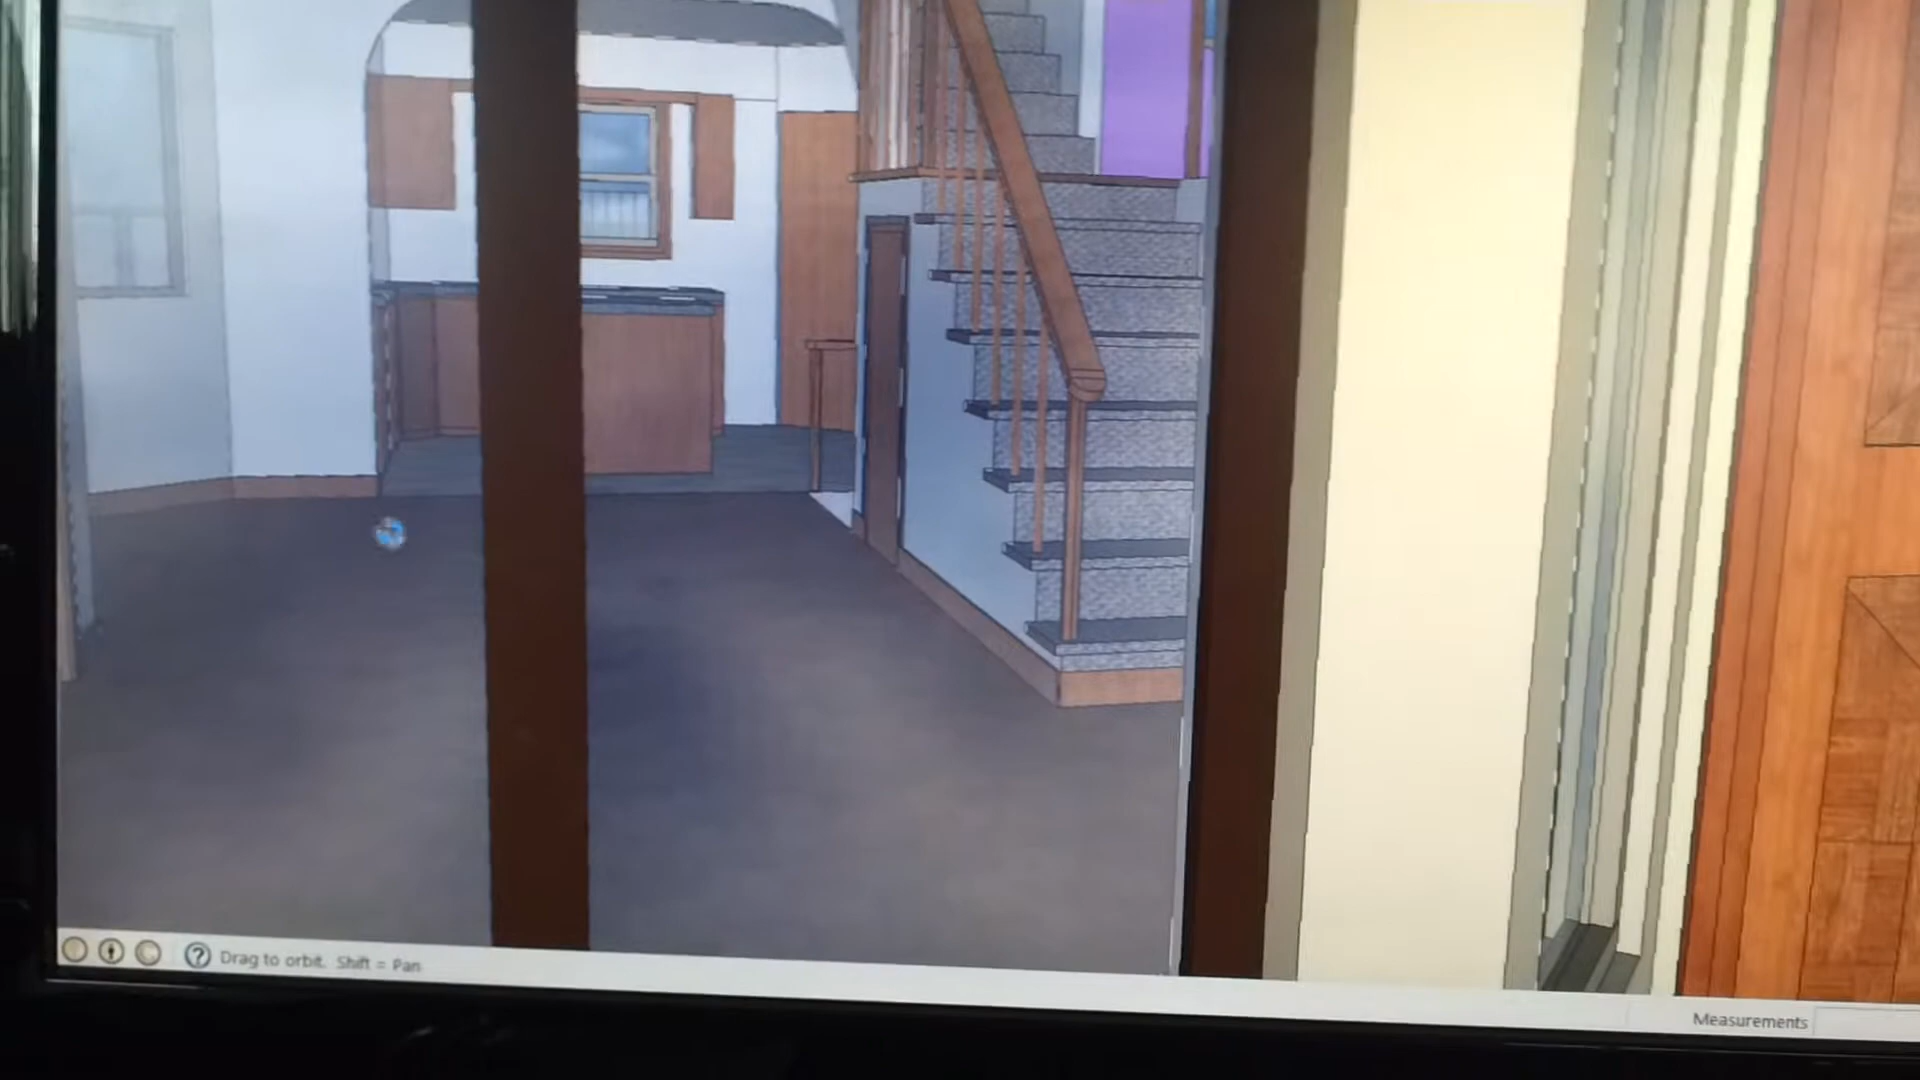 Drag to orbit. Shift = Pan
Measurements